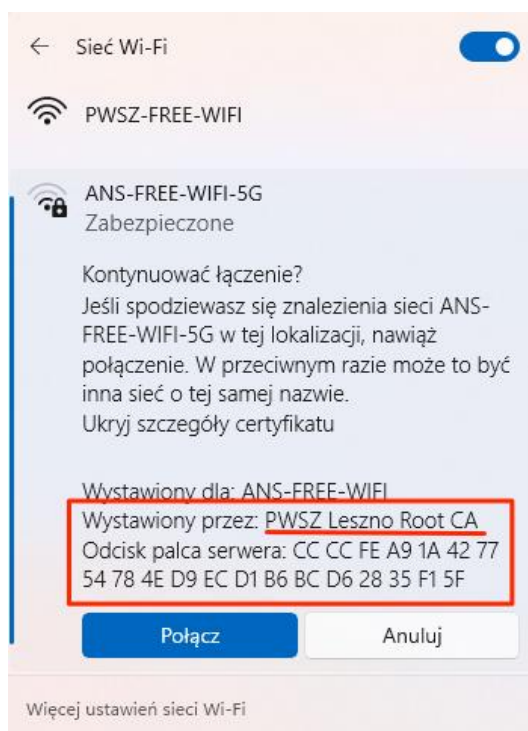 Sieć Wi-Fi
PWSZ-FREE-WIFI
ANS-FREE-WIFI-5G
Zabezpieczone
Kontynuować łączenie?
Jeśli spodziewasz się znalezienia sieci ANS-
FREE-WIFI-5G w tej lokalizacji, nawiąż
połączenie. W przeciwnym razie może to być
inna sieć o tej samej nazwie.
Ukryj szczegóły certyfikatu
Wystawiony dla: ANS-FREE-WIFI
Wystawiony przez: PWSZ Leszno Root CA
Odcisk palca serwera: CC CC FE A9 1A 42 77
54 78 4E D9 EC D1 B6 BC D6 28 35 F1 5F
Połącz
Anuluj
Więcej ustawień sieci Wi-Fi